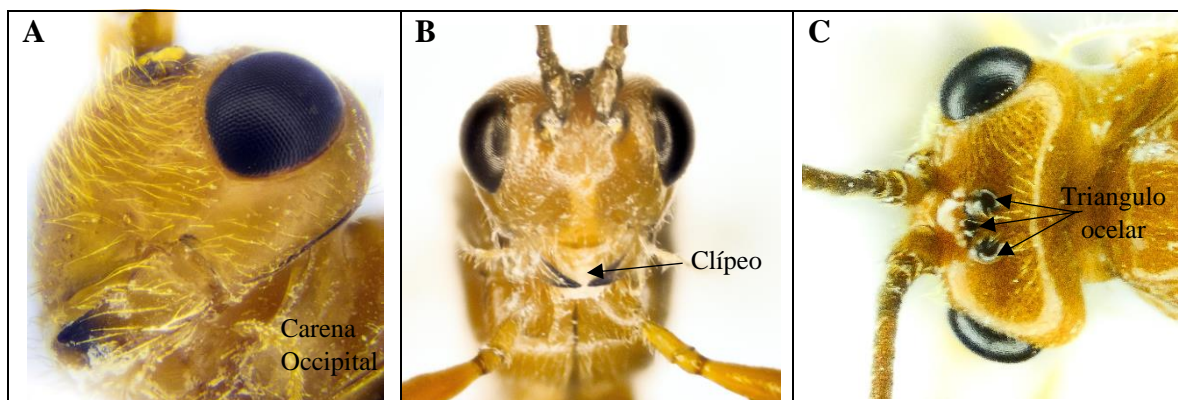 A
Carena
Occipital
B
Clípeo
C
Triangulo
ocelar